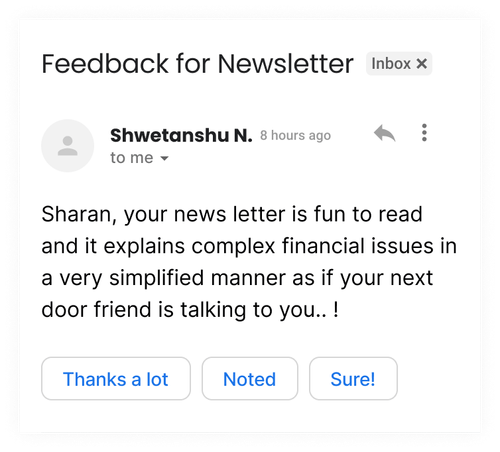 Feedback for Newsletter Inbox ×
Shwetanshu N. 8 hours ago
to me
Sharan, your news letter is fun to read
and it explains complex financial issues in
a very simplified manner as if your next
door friend is talking to you.. !
Thanks a lot Noted Sure!